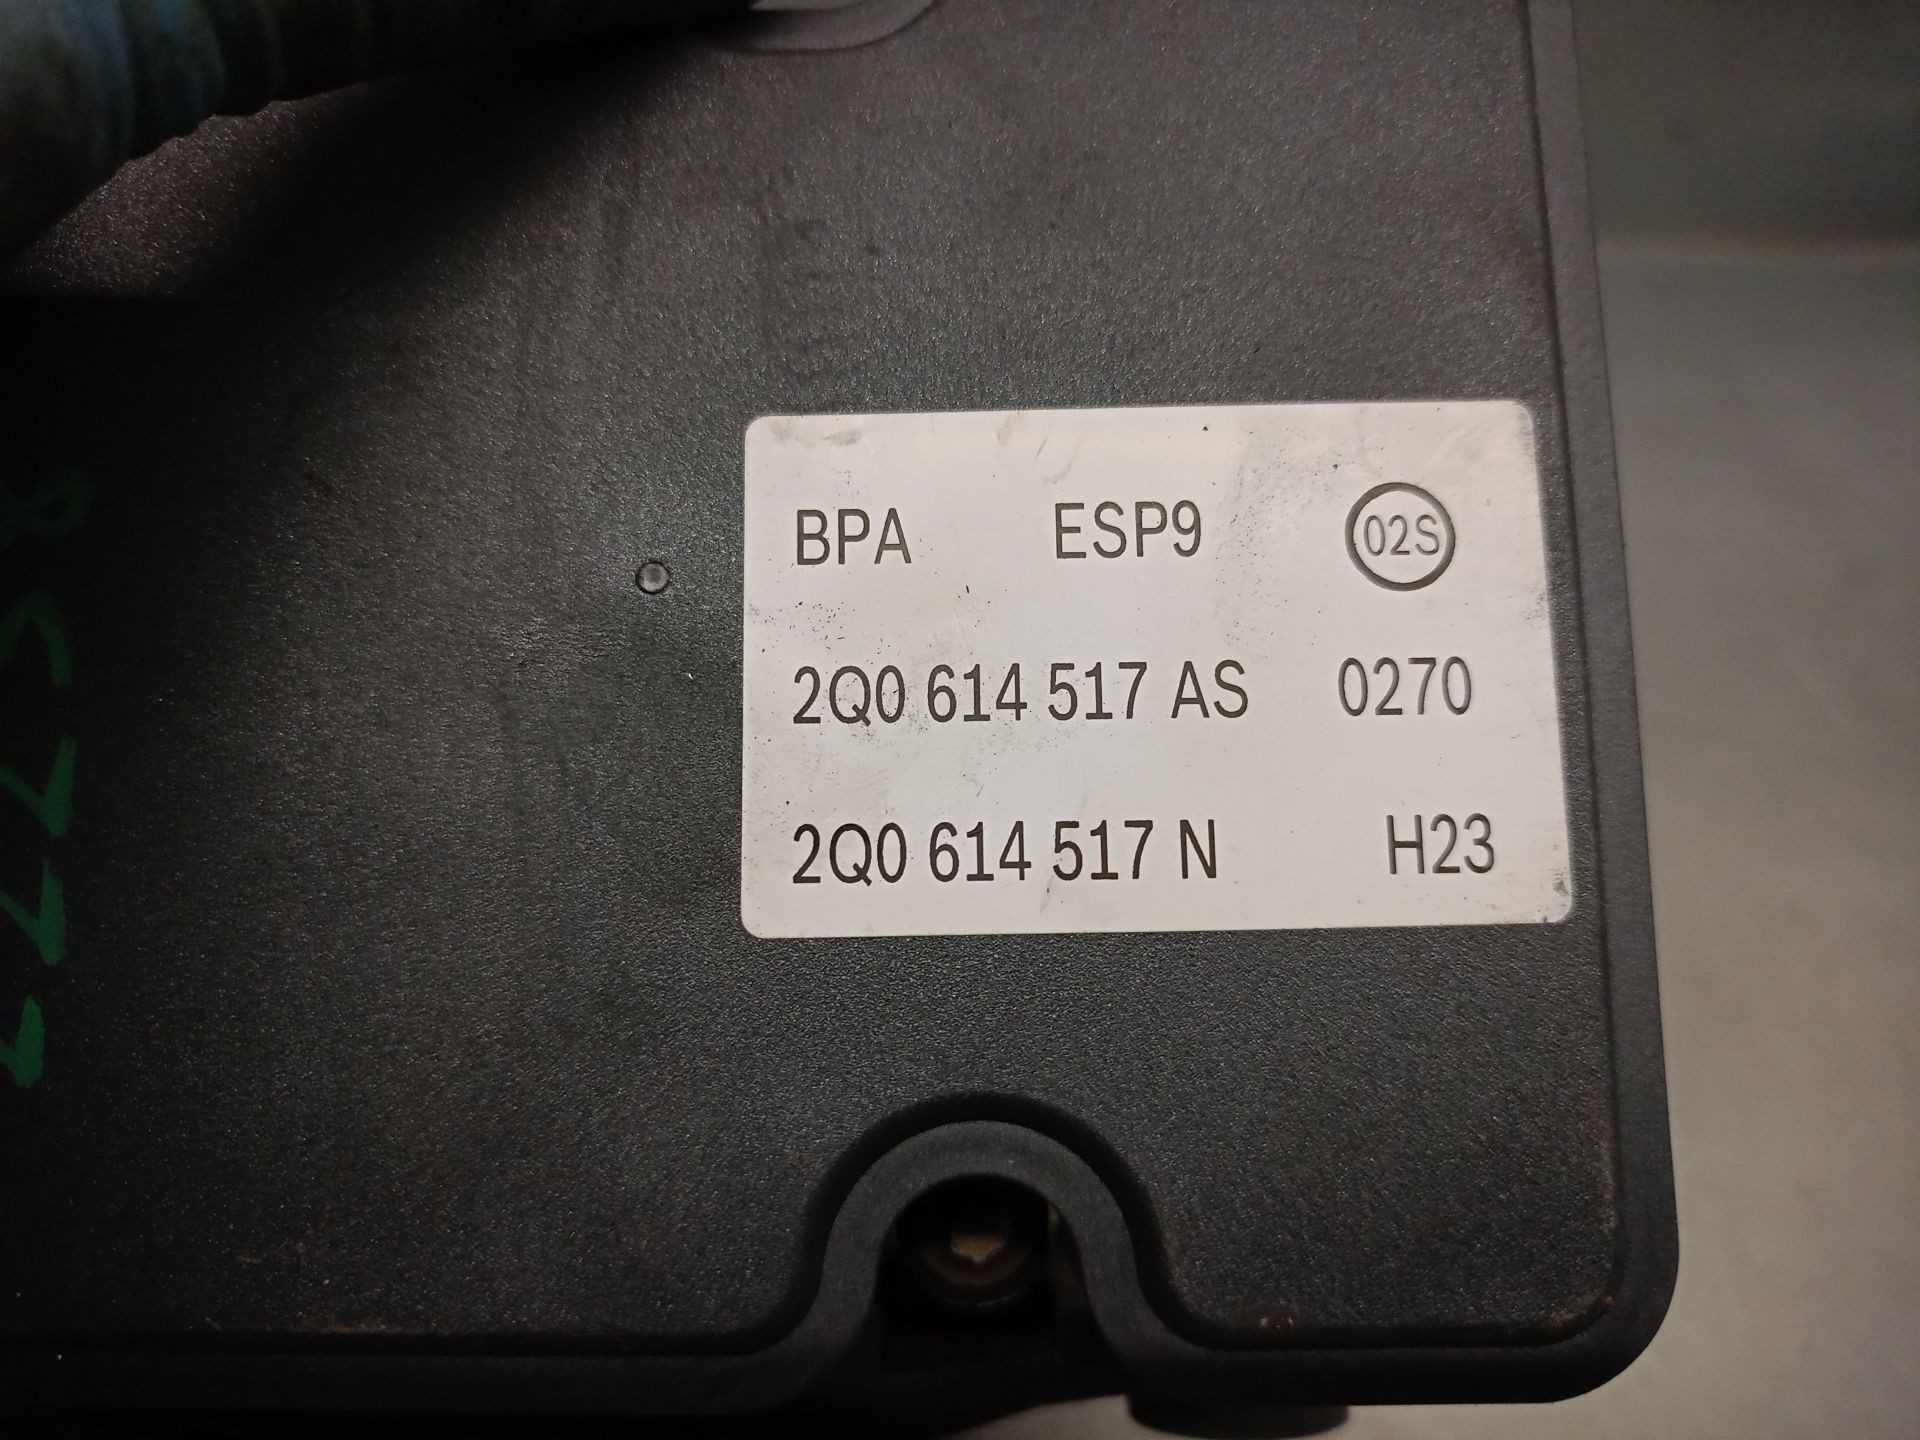 BPA ESP9 02S
2Q0 614 517 AS 0270
2Q0 614 517 N H23